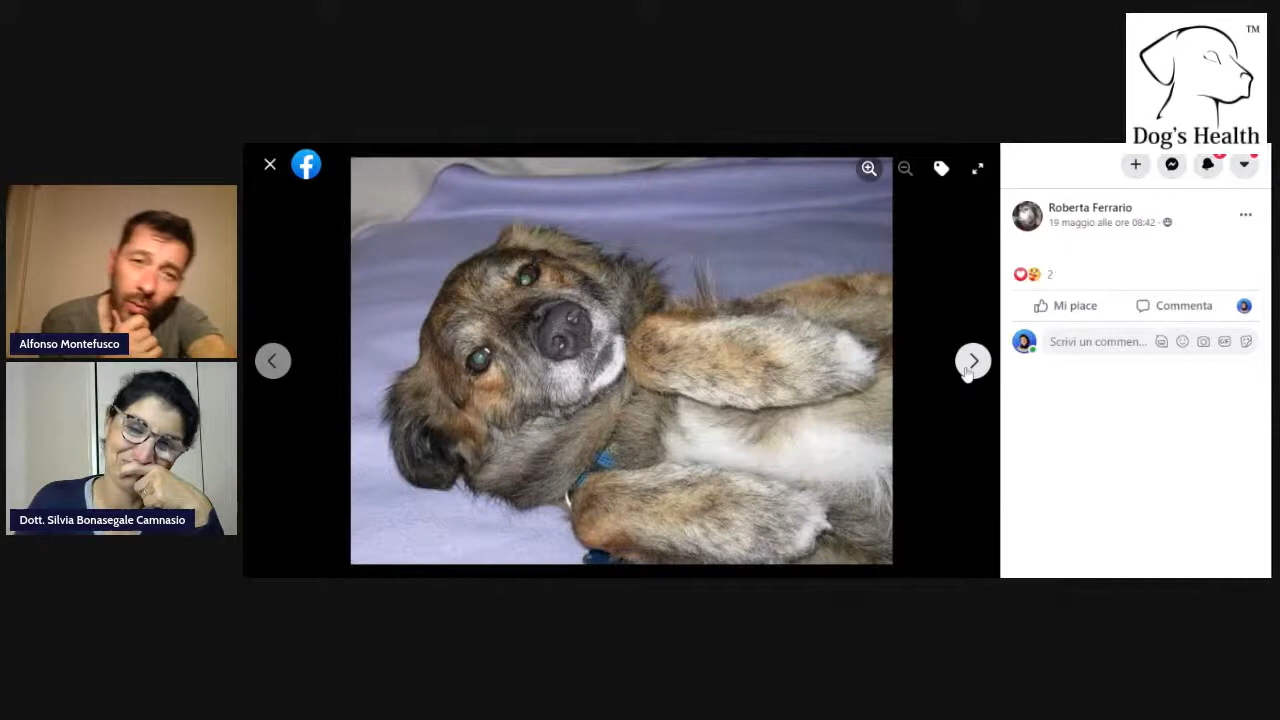 TM
Dog's Health
Roberta Ferrario
19 maggio alle ore 08:42
2
Mi piace
Commenta
Scrivi un commen...
GIF
Alfonso Montefusco
Dott. Silvia Bonasegale Camnasio